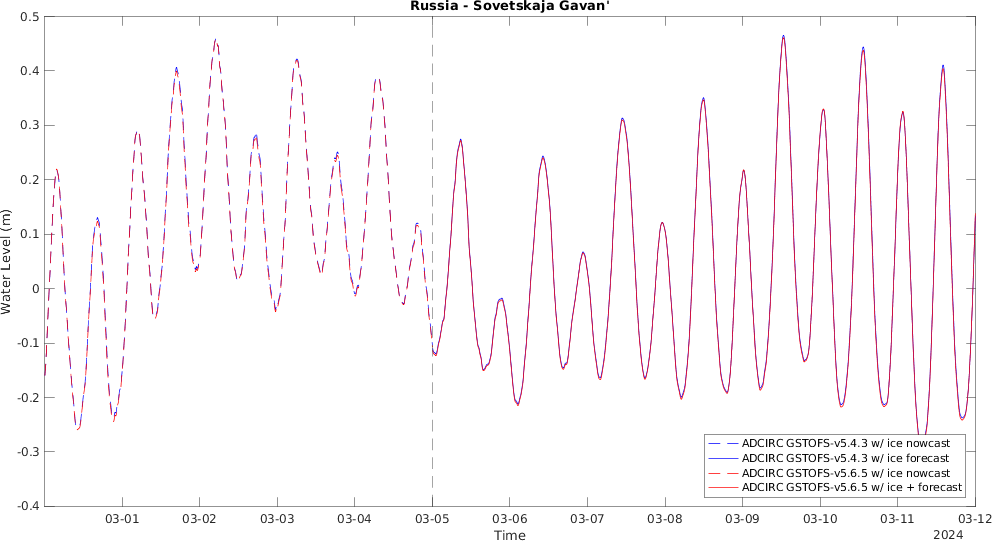 Russia - Sovetskaja Gavan'
0.5
0.4
0.3
0.2
0.1
0
-0.1
-0.2
-0.3
-0.4
Water Level (m)
ADCIRC GSTOFS-v5.4.3 w/ ice nowcast
ADCIRC GSTOFS-v5.4.3 w/ ice forecast
ADCIRC GSTOFS-v5.6.5 w/ ice nowcast
ADCIRC GSTOFS-v5.6.5 w/ ice + forecast
03-01 03-02 03-03 03-04 03-05 03-06 03-07 03-08 03-09 03-10 03-11 03-12
Time
2024